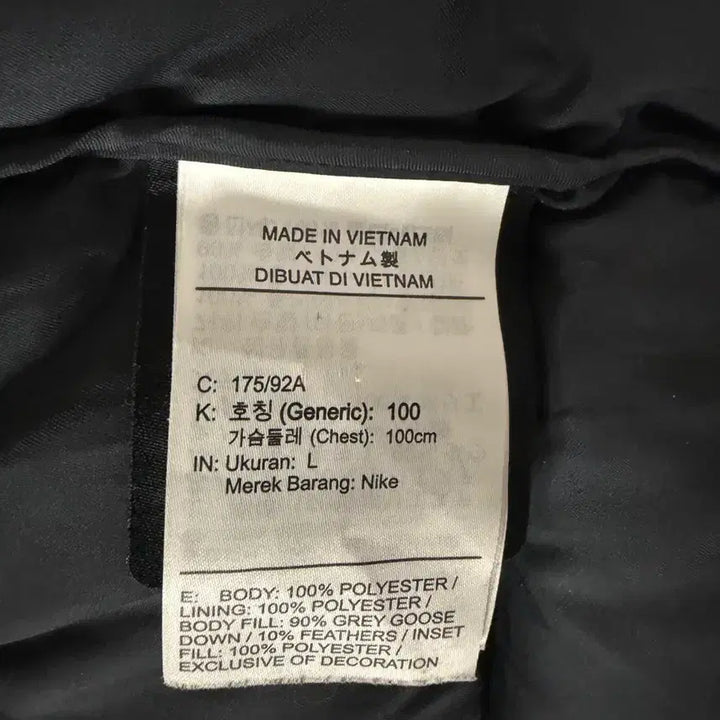 MADE IN VIETNAM
ベトナム製
DIBUAT DI VIETNAM
C: 175/92A
K: 호칭 (Generic): 100
가슴둘레 (Chest): 100cm
IN: Ukuran: L
Merek Barang: Nike
E: BODY: 100% POLYESTER /
LINING: 100% POLYESTER /
BODY FILL: 90% GREY GOOSE
DOWN / 10% FEATHERS / INSET
FILL: 100% POLYESTER /
EXCLUSIVE OF DECORATION